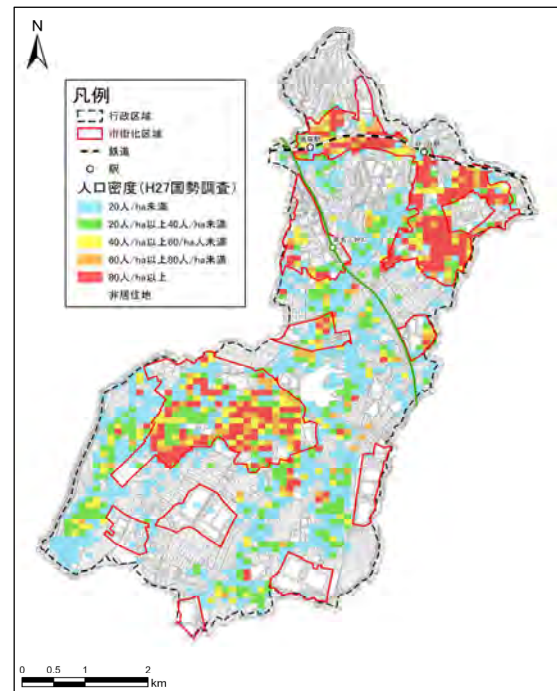 N
凡例
行政区域
市街化区域
鉄道
駅
人口密度(H27国勢調査)
20人/ha未満
20人/ha以上40人/ha未満
40人/ha以上60/ha人未満
60人/ha以上80人/ha未満
80人/ha以上
非居住地
0 0.5 1 2
km